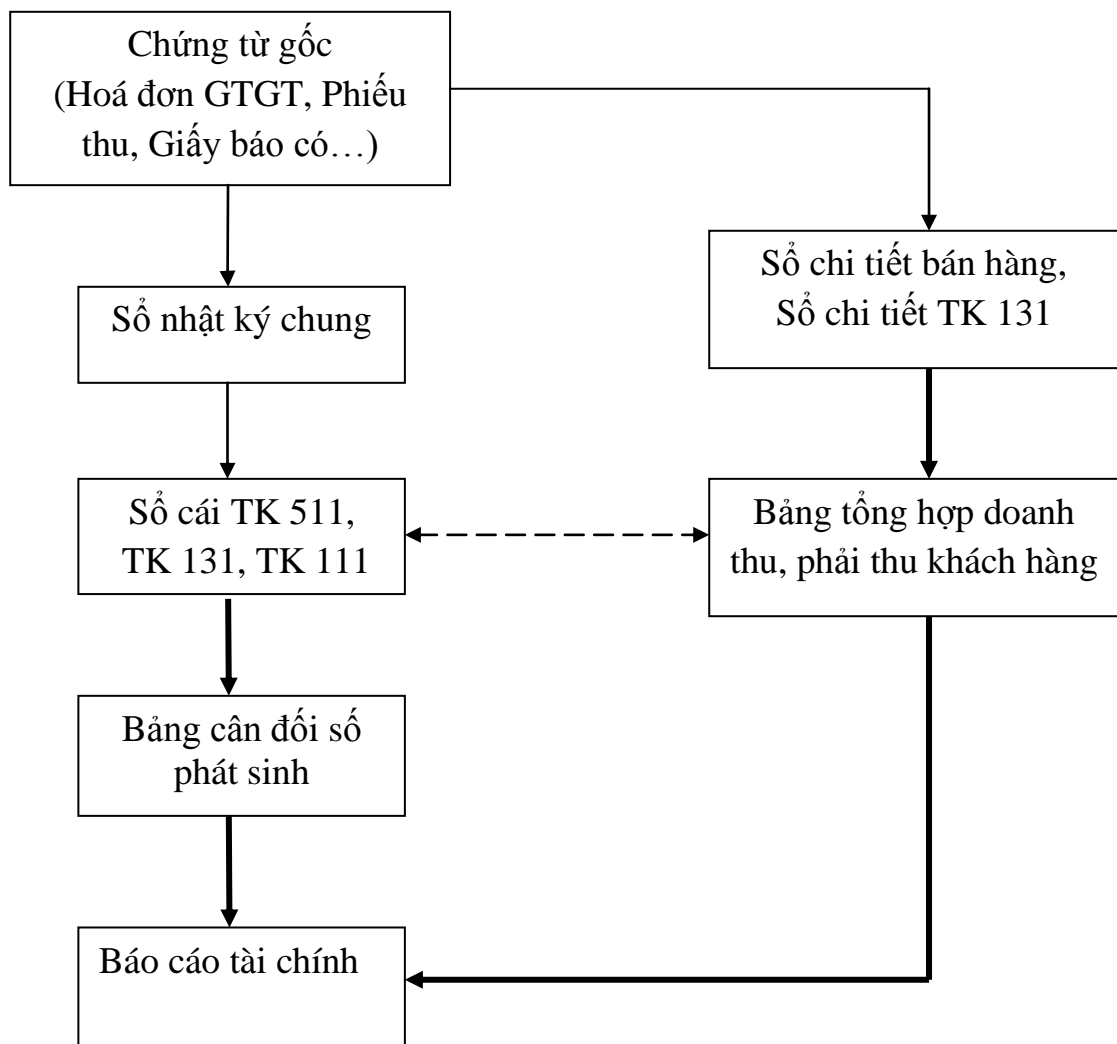 Chứng từ gốc
(Hoá đơn GTGT, Phiếu
thu, Giấy báo có…)
Sổ chi tiết bán hàng,
Sổ chi tiết TK 131
Sổ nhật ký chung
Sổ cái TK 511,
TK 131, TK 111
Bảng tổng hợp doanh
thu, phải thu khách hàng
Bảng cân đối số
phát sinh
Báo cáo tài chính